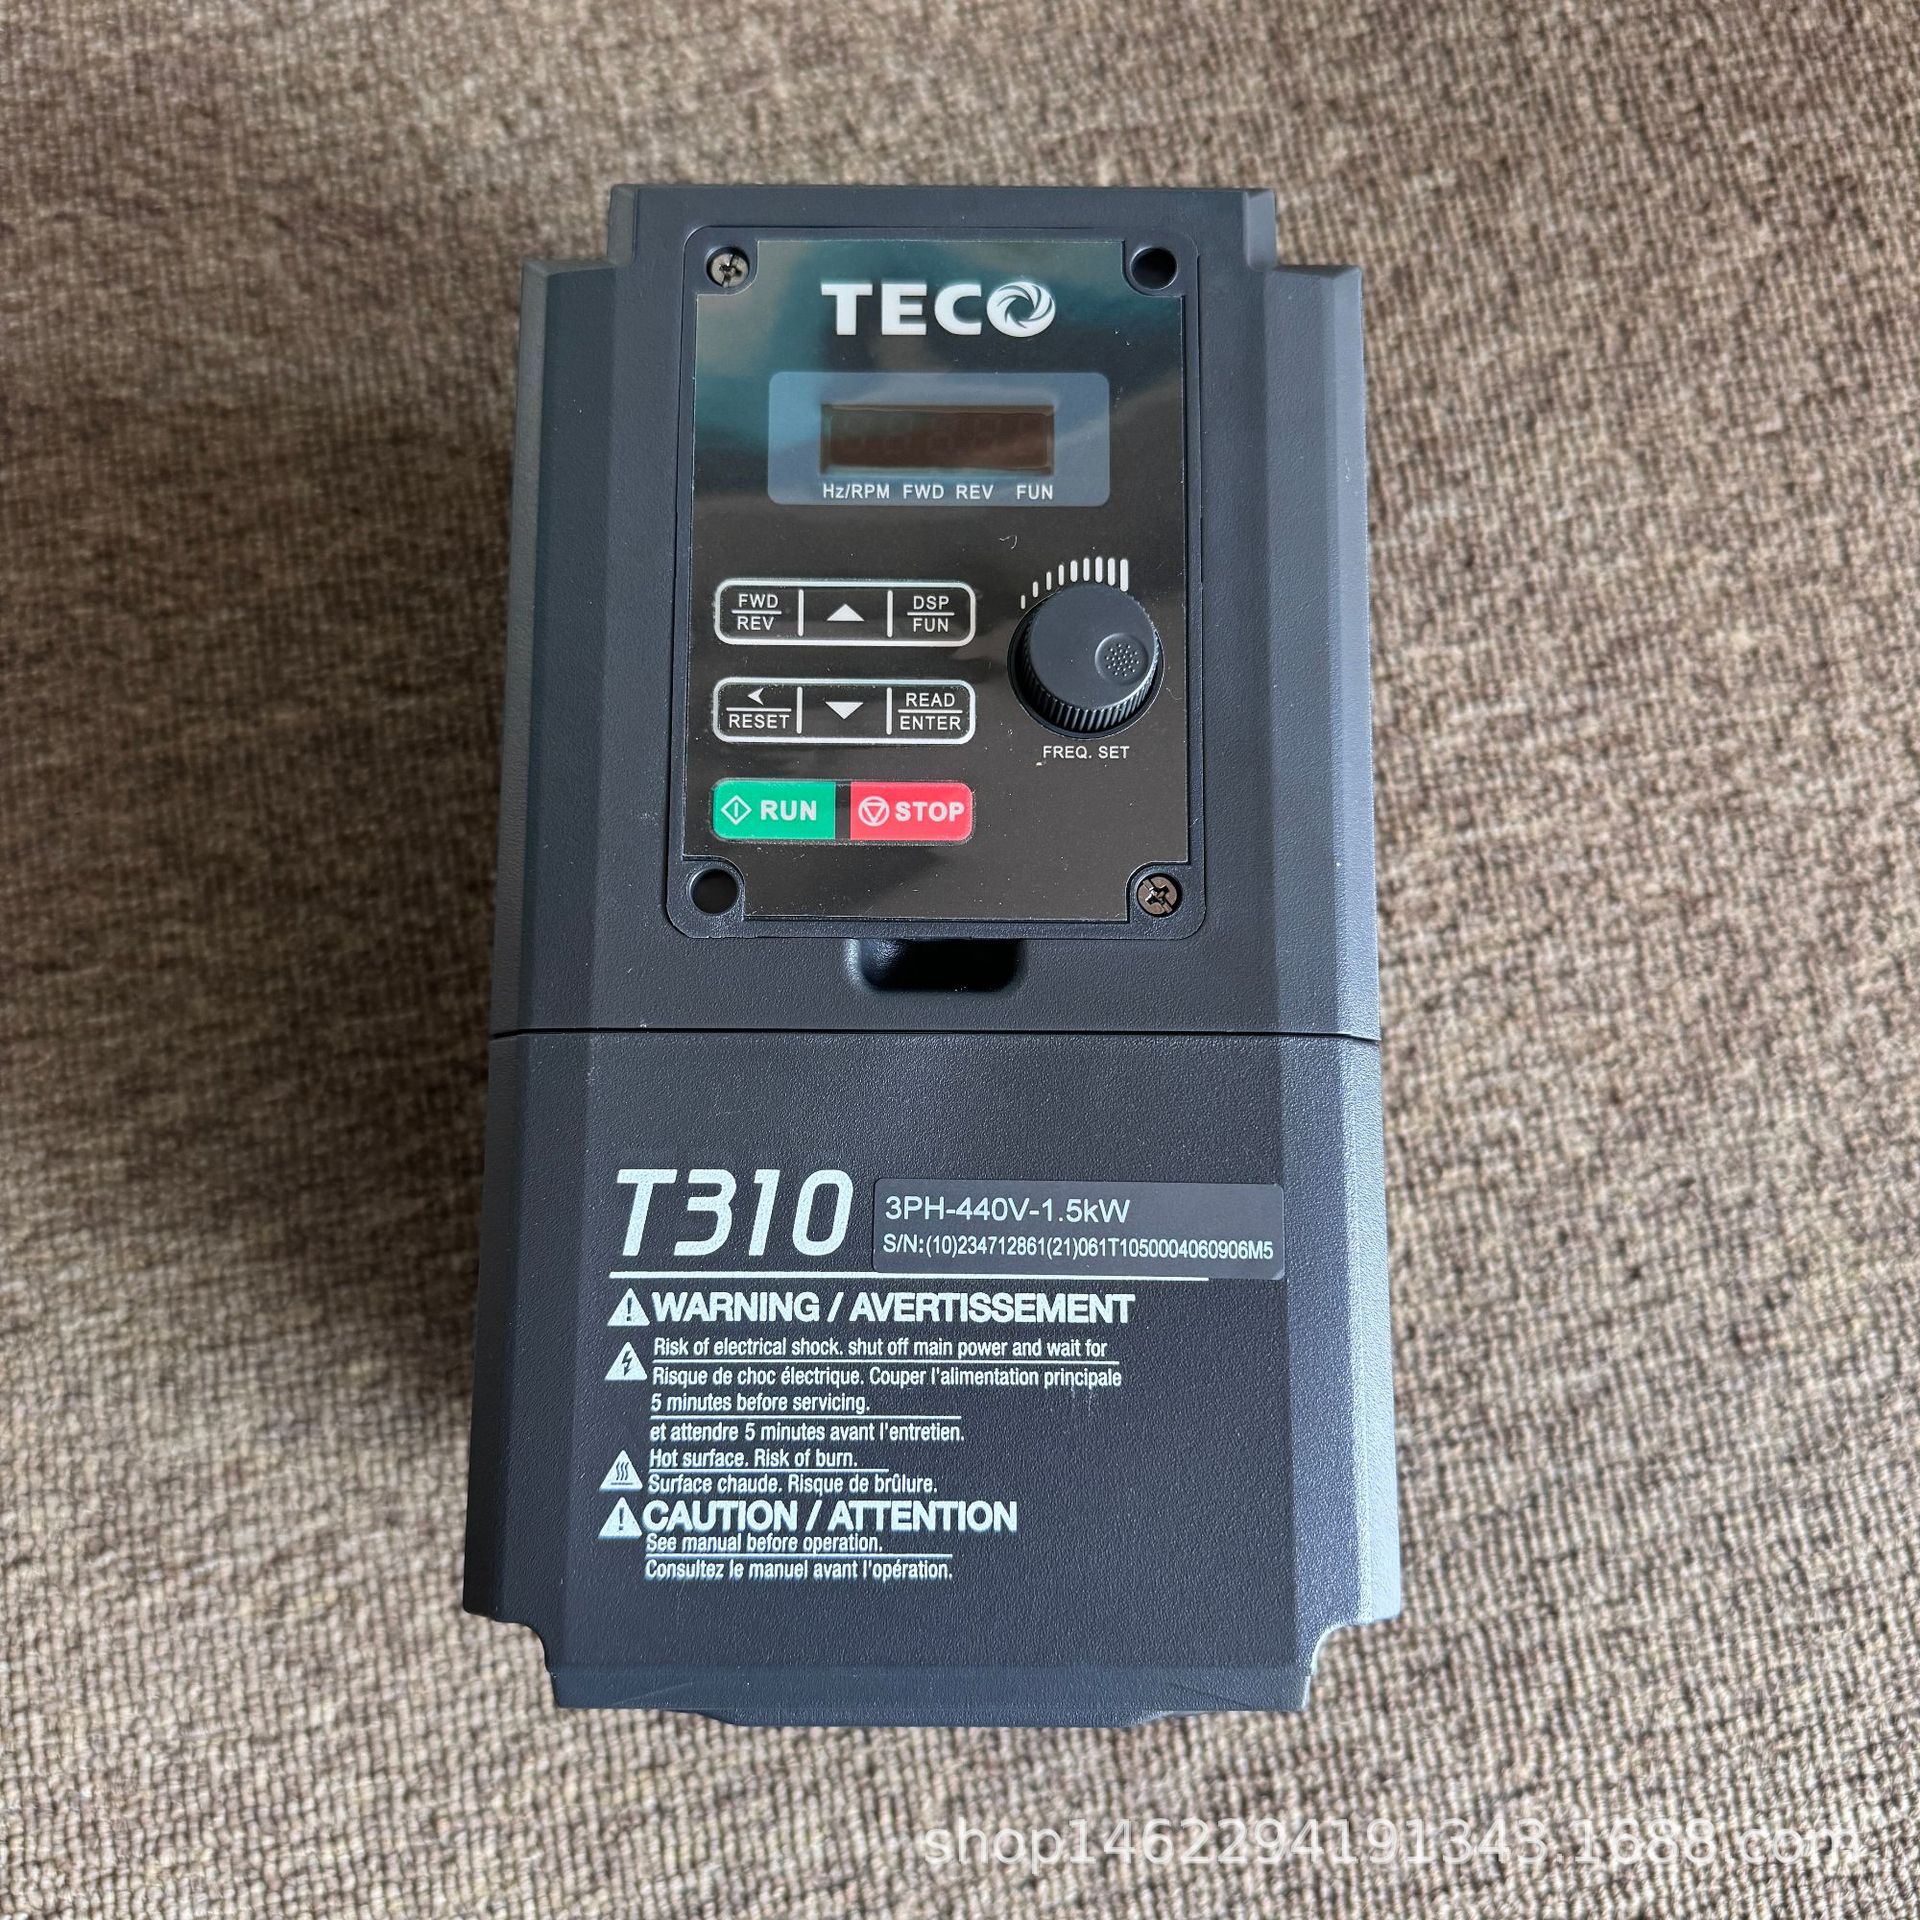 TECO
Hz/RPM FWD REV FUN
FWD
REV
DSP
FUN
RESET
READ
ENTER
FREQ. SET
RUN
STOP
T310
3PH-440V-1.5kW
S/N:(10)234712861(21)061T1050004060906M5
WARNING / AVERTISSEMENT
Risk of electrical shock. shut off main power and wait for
Risque de choc électrique. Couper l'alimentation principale
5 minutes before servicing.
et attendre 5 minutes avant l'entretien.
Hot surface. Risk of burn.
Surface chaude. Risque de brûlure.
CAUTION / ATTENTION
See manual before operation.
Consultez le manuel avant l'opération.
shop1462294191343.1688.com